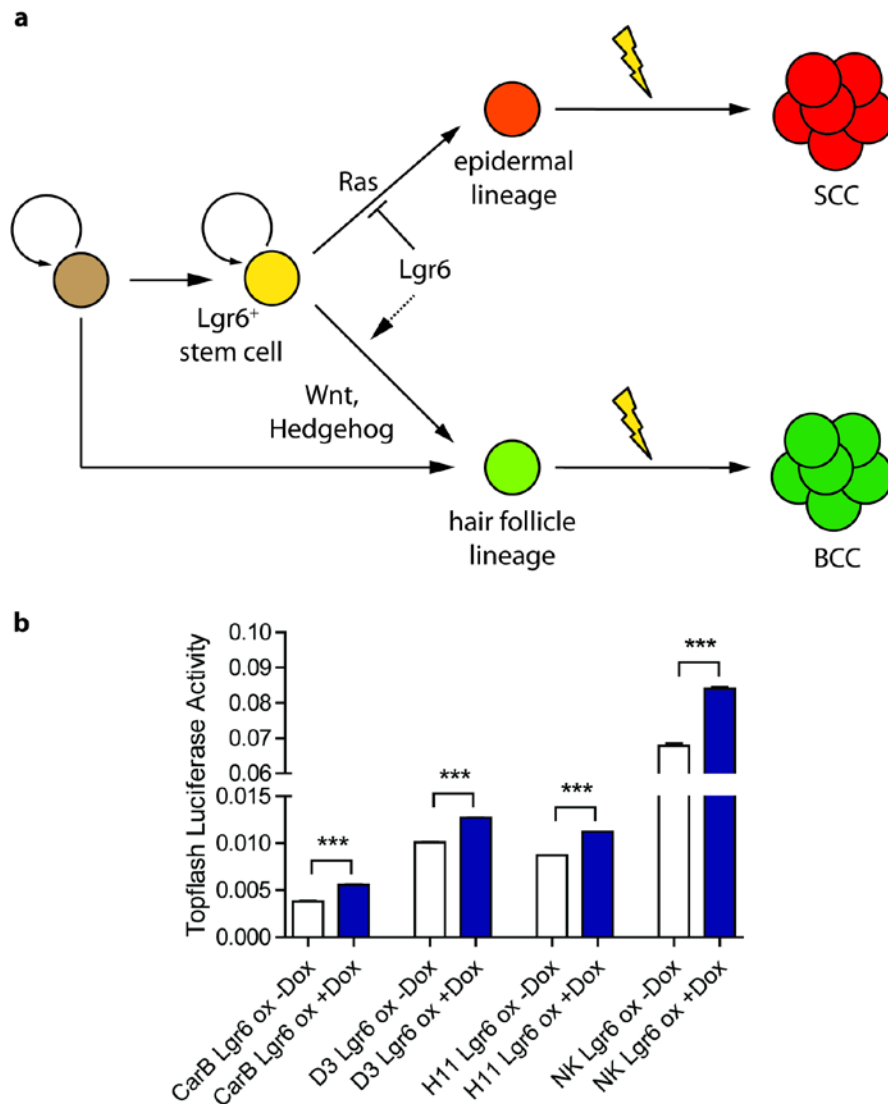 a
Ras
epidermal
lineage
SCC
Lgr6
Lgr6+
stem cell
Wnt,
Hedgehog
hair follicle
lineage
BCC
b
Topflash Luciferase Activity
0.10
0.09
0.08
0.07
0.06
0.015
0.010
0.005
0.000
***
***
***
***
CarB Lgr6 ox -Dox
CarB Lgr6 ox +Dox
D3 Lgr6 ox -Dox
D3 Lgr6 ox +Dox
H11 Lgr6 ox -Dox
H11 Lgr6 ox +Dox
NK Lgr6 ox -Dox
NK Lgr6 ox +Dox